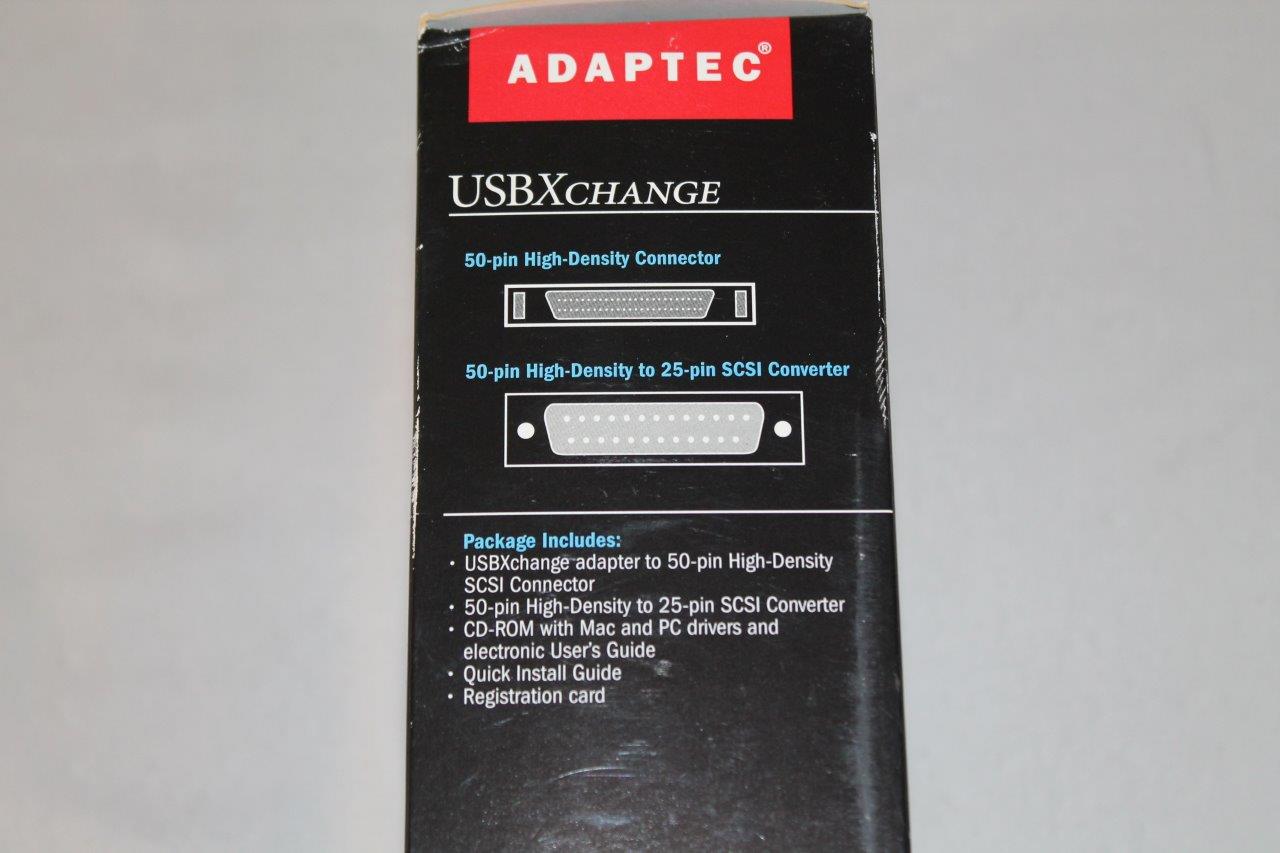 ADAPTEC®
USBXCHANGE
50-pin High-Density Connector
50-pin High-Density to 25-pin SCSI Converter
Package Includes:
· USBXchange adapter to 50-pin High-Density
SCSI Connector
· 50-pin High-Density to 25-pin SCSI Converter
· CD-ROM with Mac and PC drivers and
electronic User's Guide
· Quick Install Guide
· Registration card